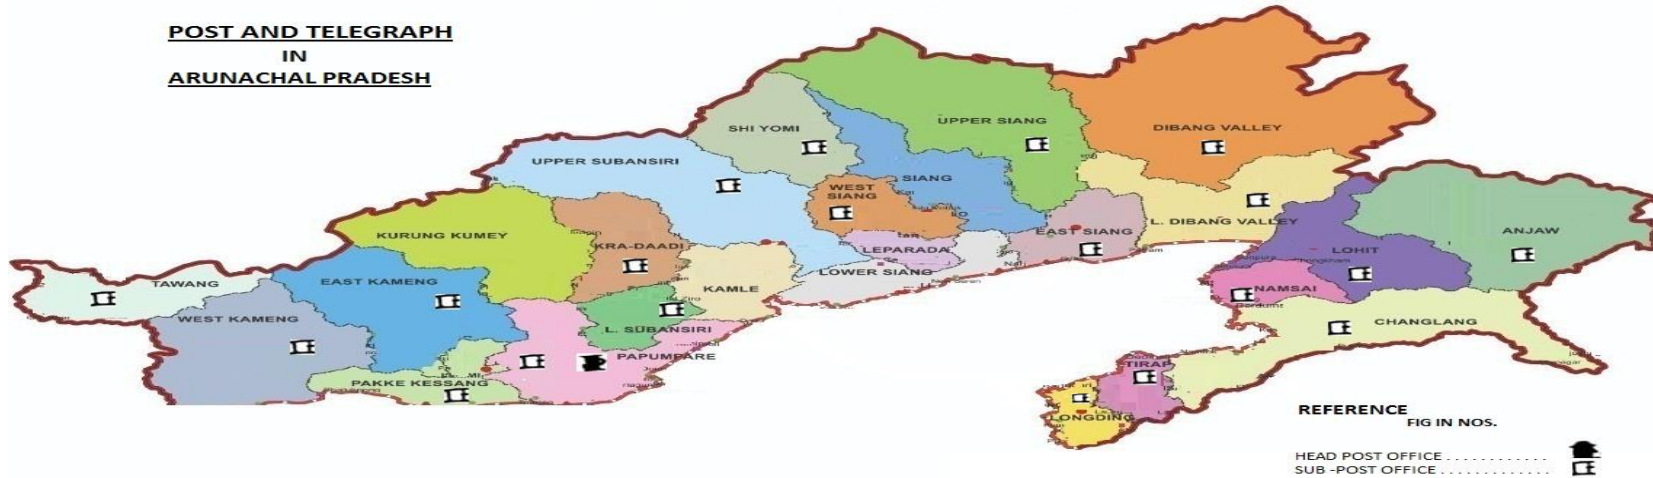 POST AND TELEGRAPH
IN
ARUNACHAL PRADESH
SHI YOMI
UPPER SIANG
DIBANG VALLEY
UPPER SUBANSIRI
SIANG
WEST
SIANG
L. DIBANG VALLEY
KURUNG KUMEY
KRA-DAADI
EAST SIANG
LEPARADA
LOHIT
ANJAW
LOWER SIANG
TAWANG
EAST KAMENG
KAMLE
NAMSAI
WEST KAMENG
L. SUBANSIRI
CHANGLANG
PAPUMPARE
TIRAP
PAKKE KESSANG
LONGDING
REFERENCE
FIG IN NOS.
HEAD POST OFFICE . . . . . . . . . . . .
SUB -POST OFFICE . . . . . . . . . . . . .